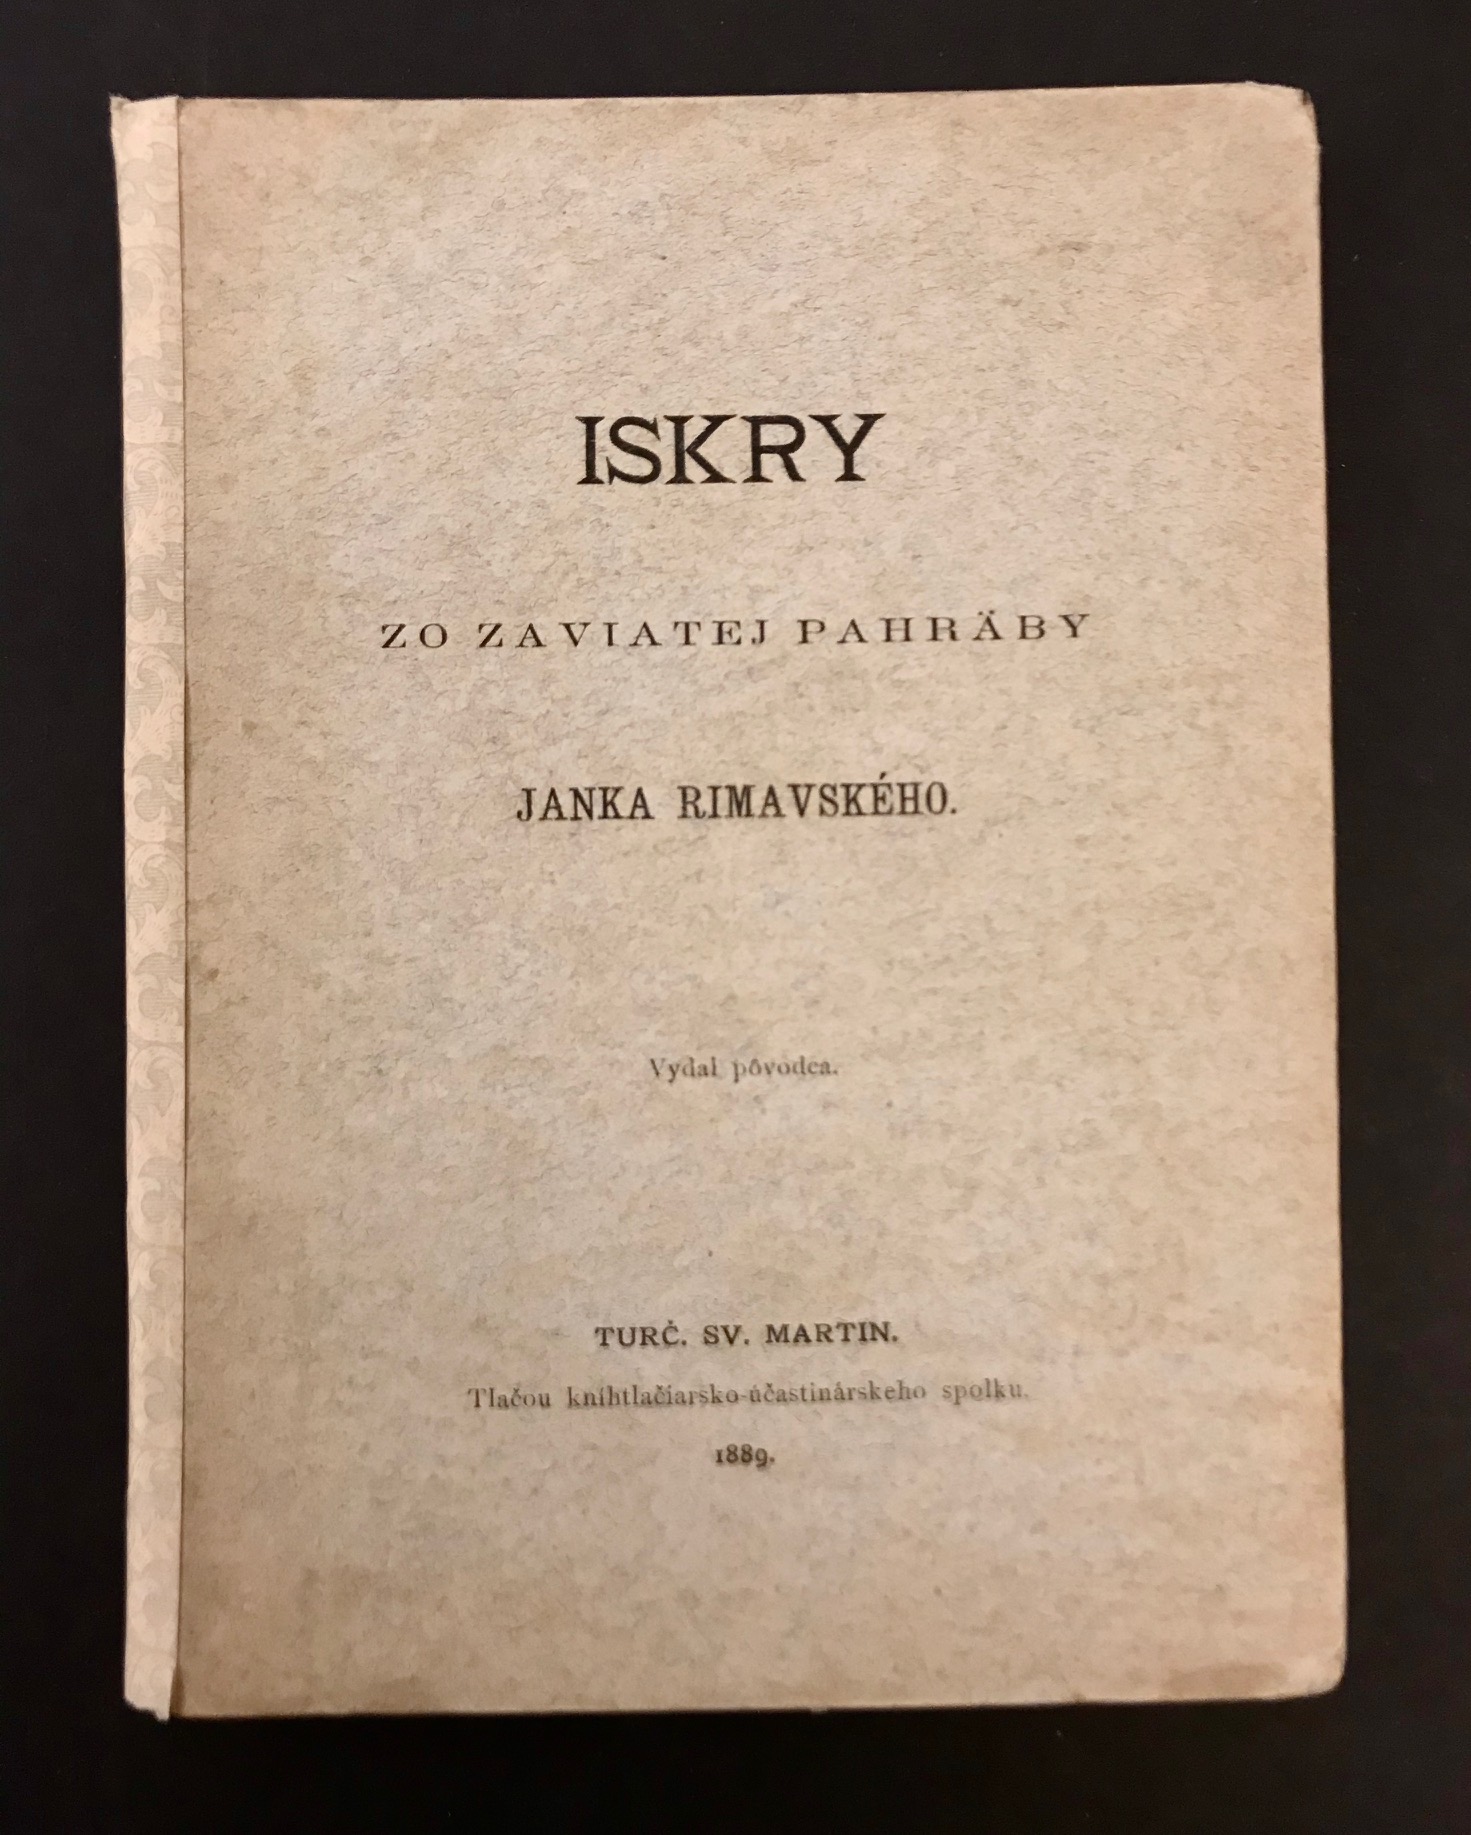 ISKRY
ZO ZAVIATEJ PAHRÄBY
JANKA RIMAVSKÉHO.
Vydal pôvodca.
TURČ. SV. MARTIN.
Tlačou kníhtlačiarsko-účastinárskeho spolku.
1889.